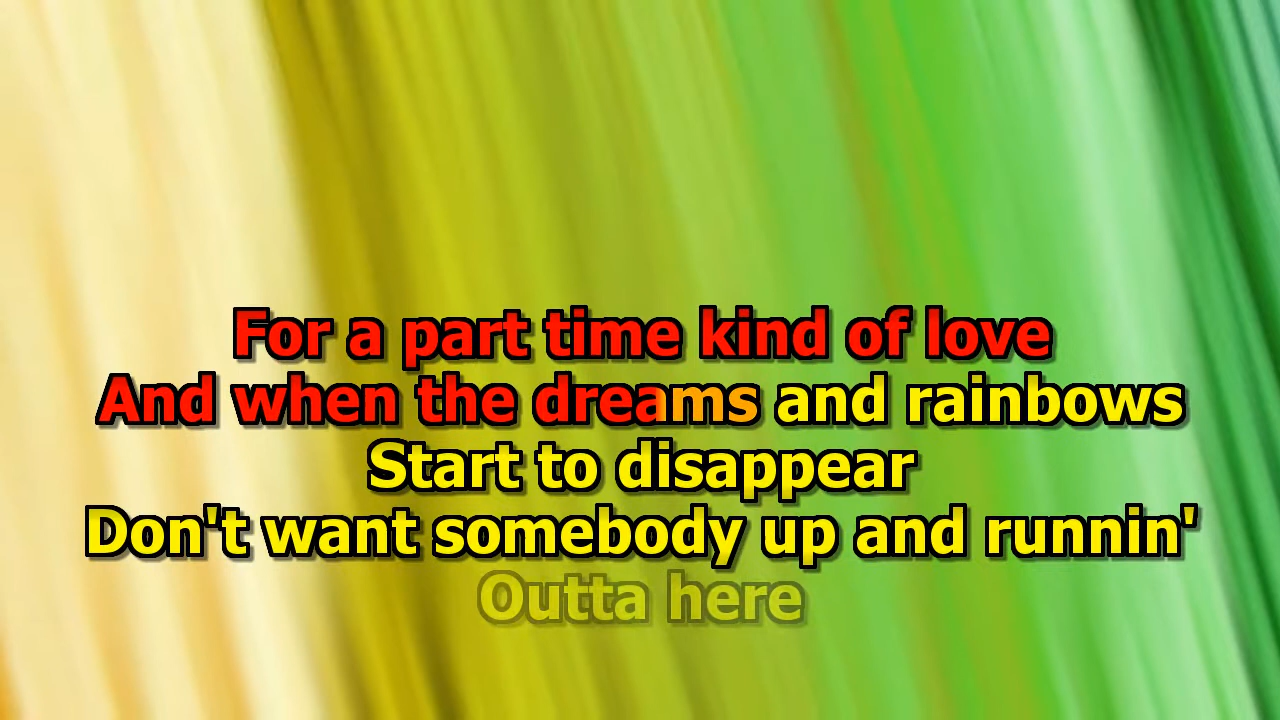 For a part time kind of love
And when the dreams and rainbows
Start to disappear
Don't want somebody up and runnin'
Outta here